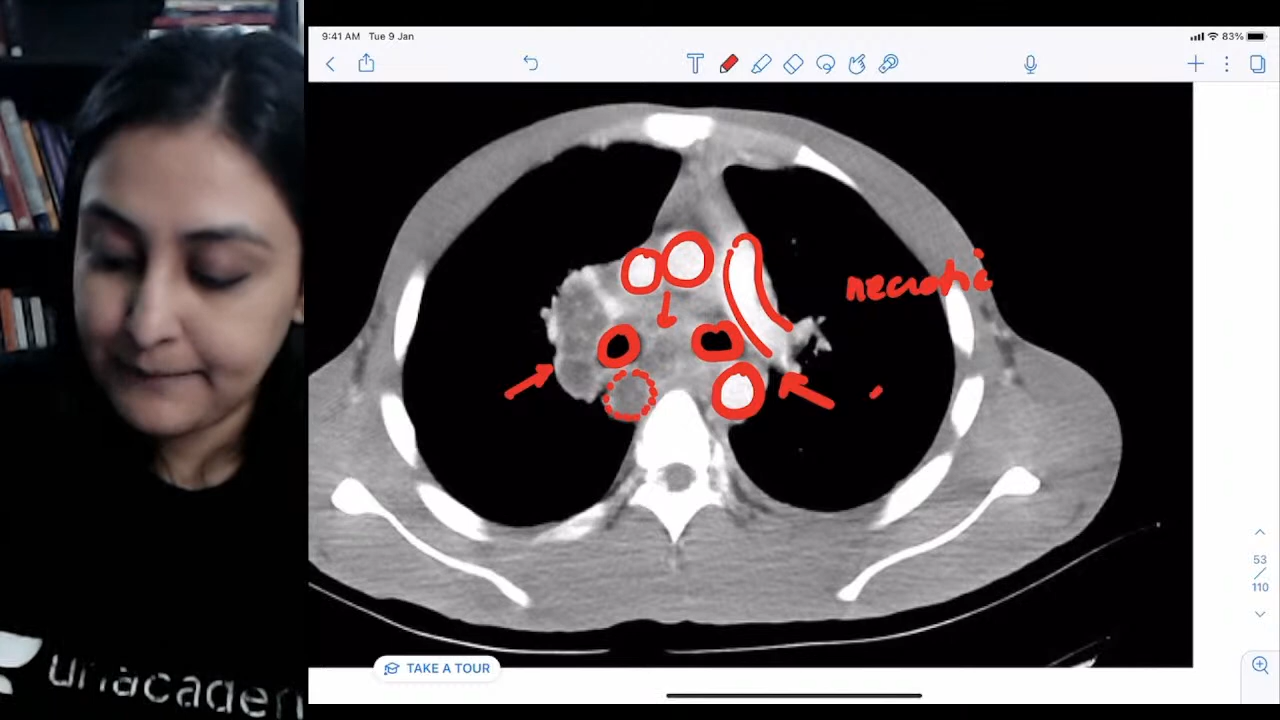 9:41 AM Tue 9 Jan
83%
T
necrotic
53
110
TAKE A TOUR
unacadem